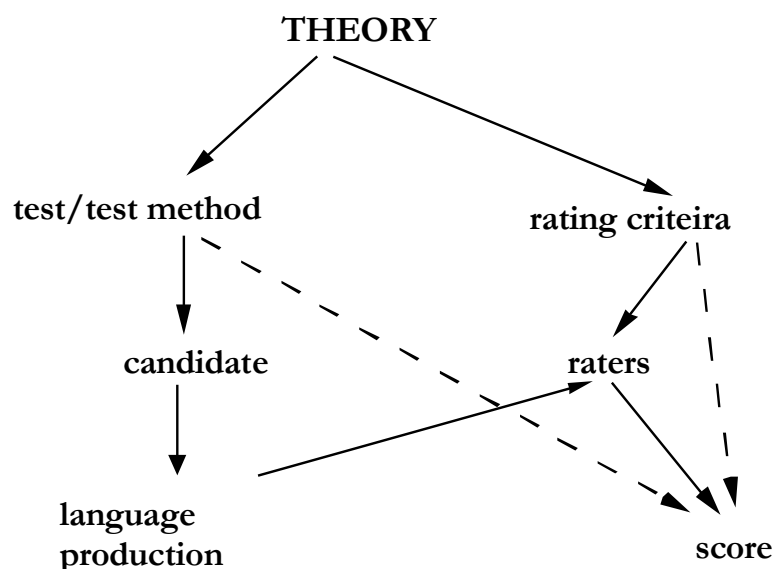 THEORY
test/test method
rating criteira
candidate
raters
language
production
score